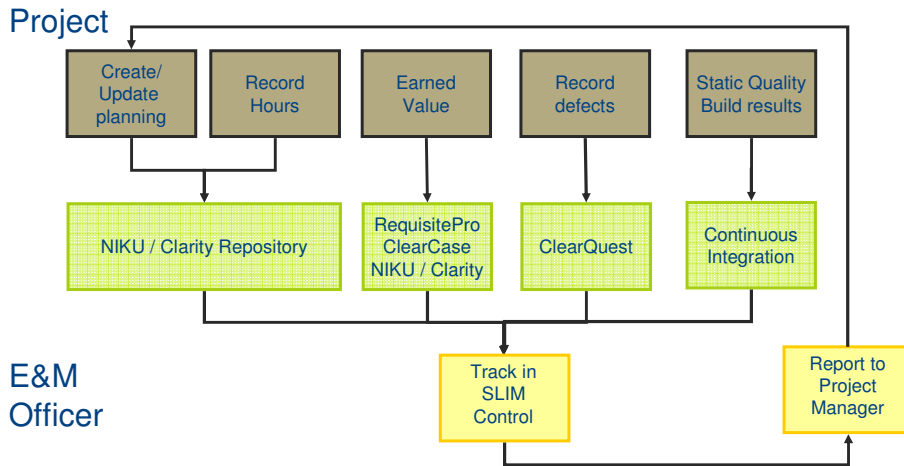 Project
Create/
Update
planning
Record
Hours
Earned
Value
Record
defects
Static Quality
Build results
NIKU / Clarity Repository
RequisitePro
ClearCase
NIKU / Clarity
ClearQuest
Continuous
Integration
E&M
Officer
Track in
SLIM
Control
Report to
Project
Manager